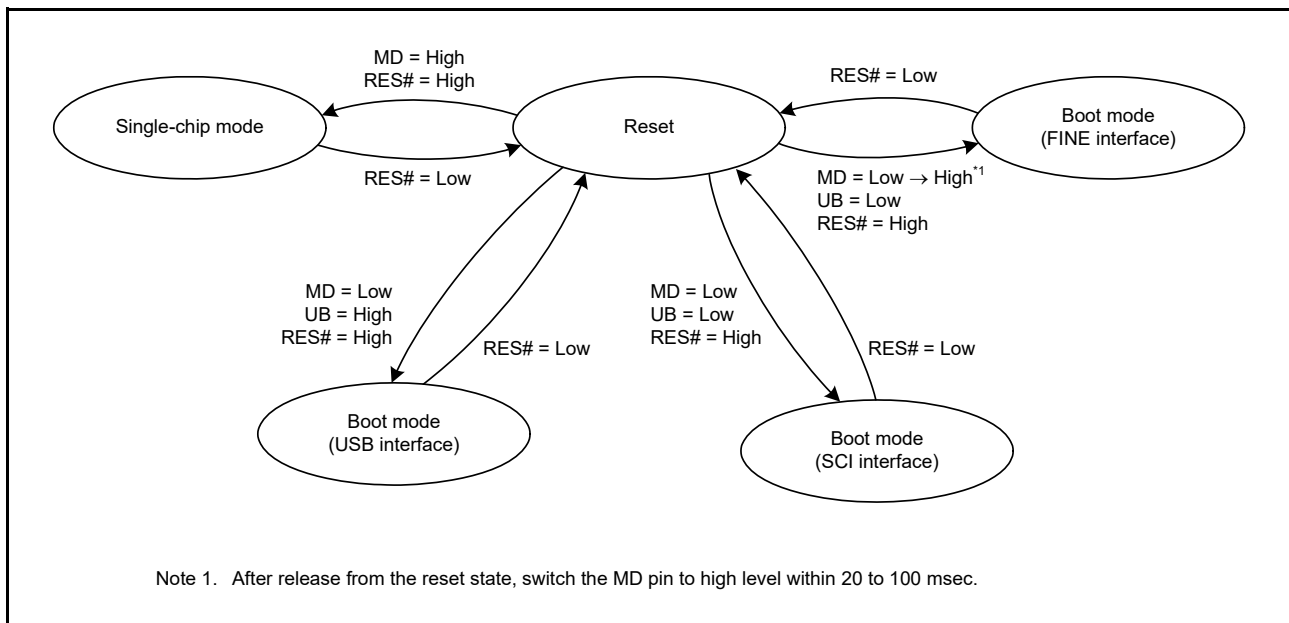 MD = High
RES# = High
RES# = Low
Single-chip mode
Reset
Boot mode
(FINE interface)
RES# = Low
MD = Low → High*1
UB = Low
RES# = High
MD = Low
UB = High
RES# = High
RES# = Low
MD = Low
UB = Low
RES# = High
RES# = Low
Boot mode
(USB interface)
Boot mode
(SCI interface)
Note 1. After release from the reset state, switch the MD pin to high level within 20 to 100 msec.